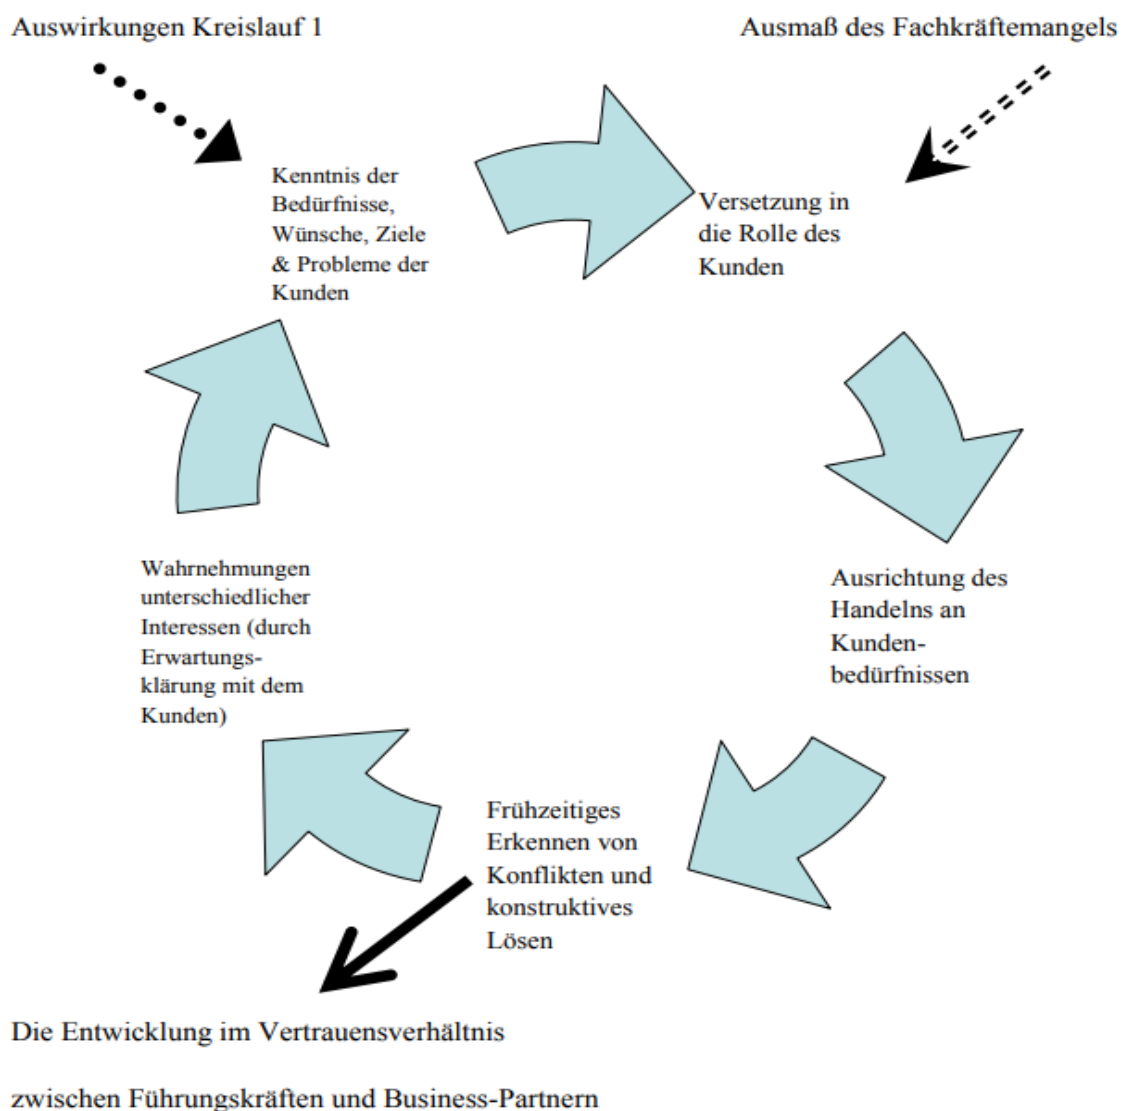 Auswirkungen Kreislauf 1
Ausmaß des Fachkräftemangels
Kenntnis der
Bedürfnisse,
Wünsche, Ziele
& Probleme der
Kunden
Versetzung in
die Rolle des
Kunden
Ausrichtung des
Handelns an
Kunden-
bedürfnissen
Frühzeitiges
Erkennen von
Konflikten und
konstruktives
Lösen
Wahrnehmungen
unterschiedlicher
Interessen (durch
Erwartungs-
klärung mit dem
Kunden)
Die Entwicklung im Vertrauensverhältnis
zwischen Führungskräften und Business-Partnern